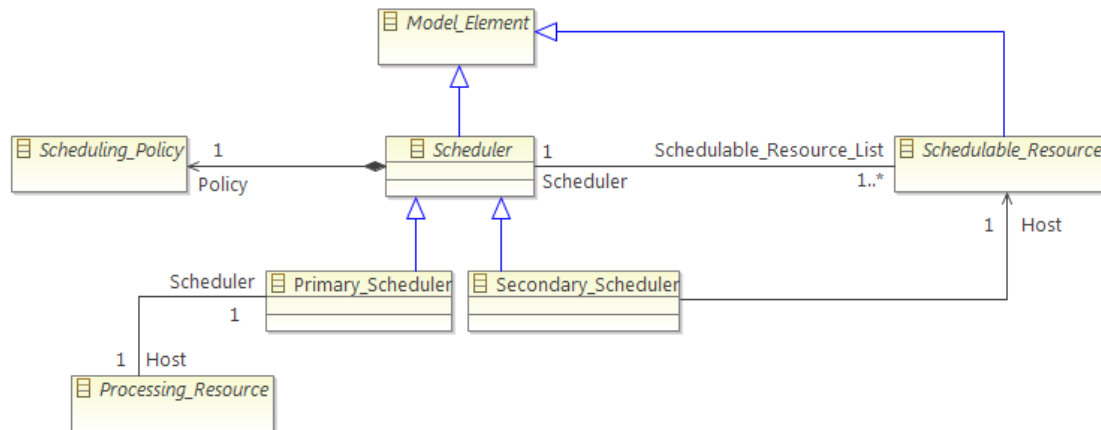 Model_Element
Scheduling_Policy
1
Policy
Scheduler
1
Scheduler
Schedulable_Resource_List
1..*
Schedulable_Resource
1
Host
Scheduler
1
Primary_Scheduler
Secondary_Scheduler
1
Host
Processing_Resource